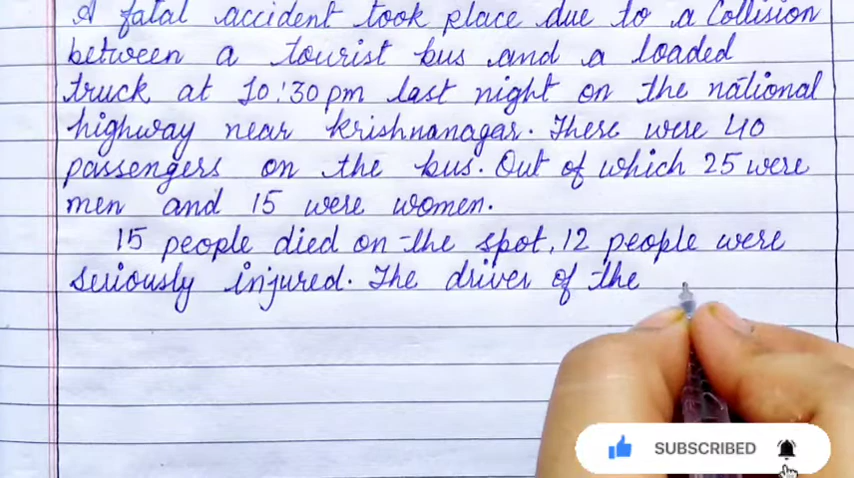 A fatal accident took place due to a Collision
between a tourist bus and a loaded
truck at 10:30 pm last night on the national
highway near Krishnanagar. There were 40
passengers on the bus. Out of which 25 were
men and 15 were women.
15 people died on the spot, 12 people were
seriously injured. The driver of the
SUBSCRIBED